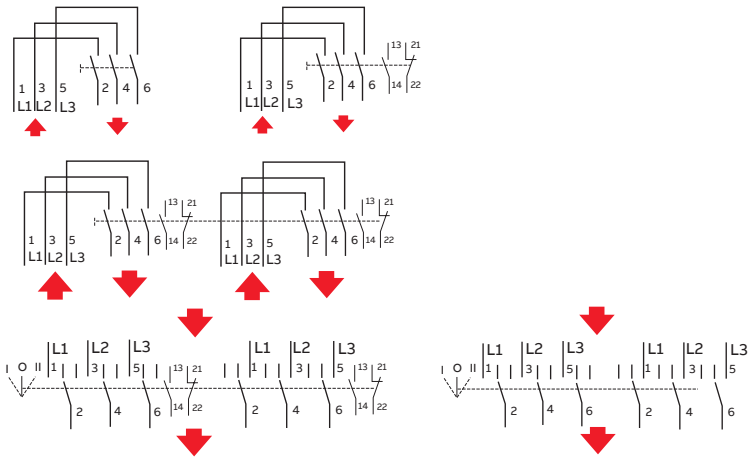 1 3 5 2 4 6
L1 L2 L3
13 21
1 3 5 2 4 6 14 22
L1 L2 L3
13 21 13 21
1 3 5 2 4 6 14 22 1 3 5 2 4 6 14 22
L1 L2 L3 L1 L2 L3
L1 L2 L3 L1 L2 L3
I O II 1 3 5 13 21 1 3 5 13 21
2 4 6 14 22 2 4 6 14 22
L1 L2 L3 L1 L2 L3
I O II 1 3 5 1 3 5
2 4 6 2 4 6